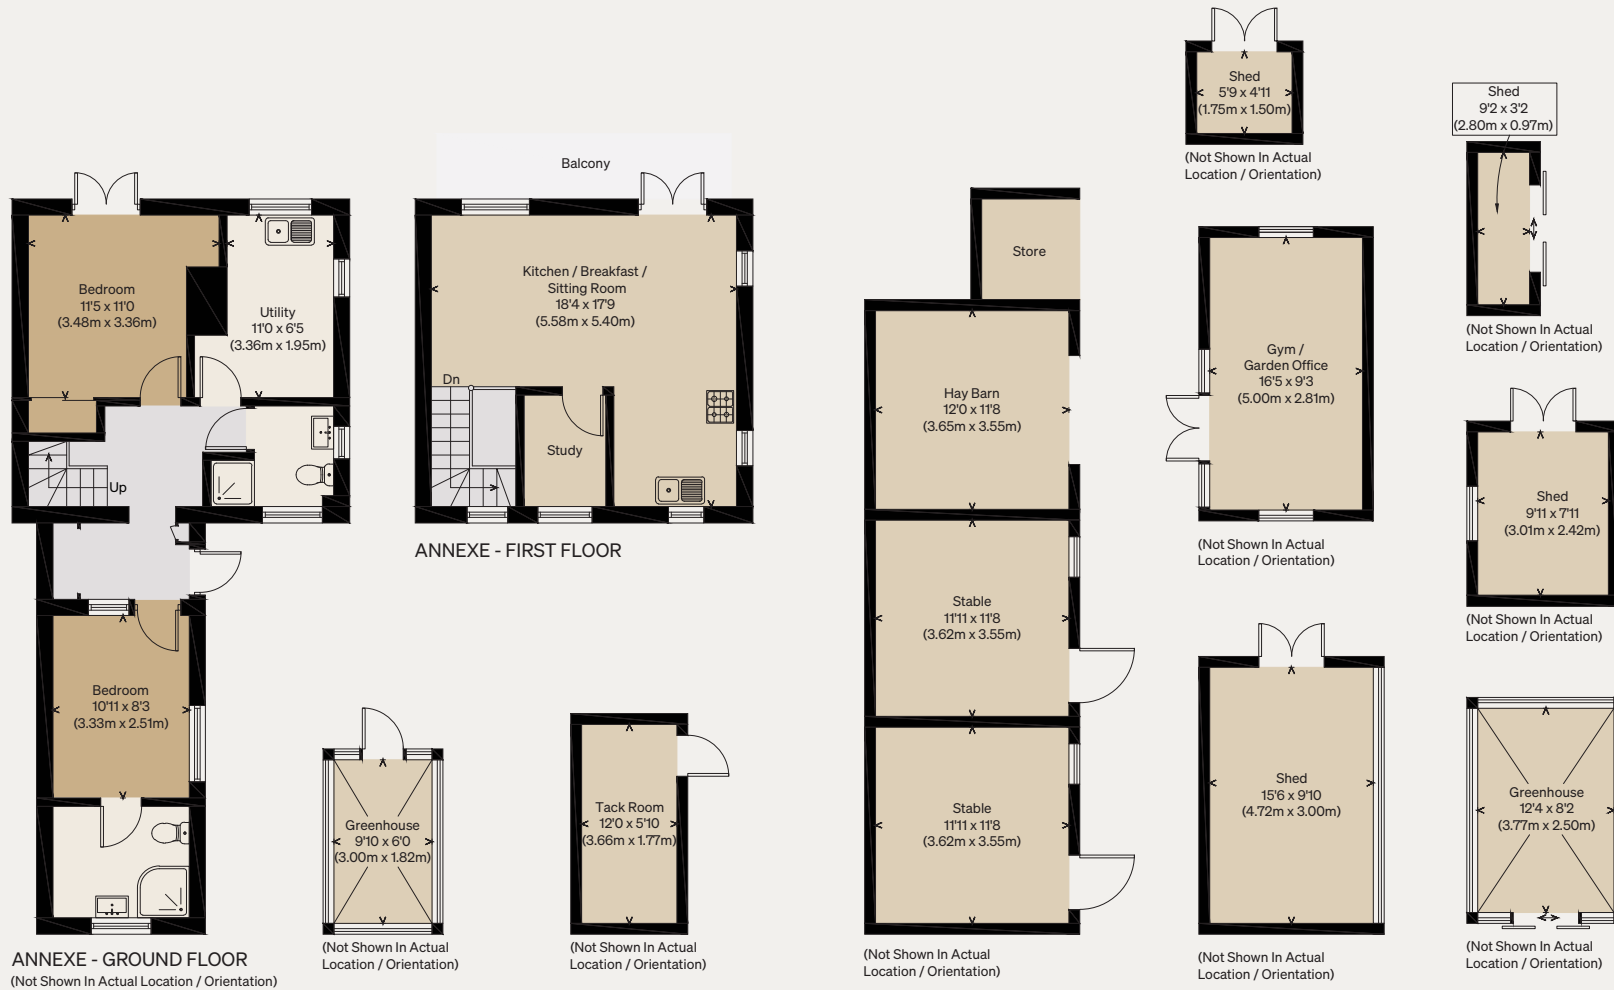 Shed
5'9 x 4'11
(1.75m x 1.50m)
(Not Shown In Actual
Location / Orientation)
Shed
9'2 x 3'2
(2.80m x 0.97m)
(Not Shown In Actual
Location / Orientation)
Bedroom
11'5 x 11'0
(3.48m x 3.36m)
Utility
11'0 x 6'5
(3.36m x 1.95m)
Up
Bedroom
10'11 x 8'3
(3.33m x 2.51m)
ANNEXE - GROUND FLOOR
(Not Shown In Actual Location / Orientation)
Balcony
Kitchen / Breakfast /
Sitting Room
18'4 x 17'9
(5.58m x 5.40m)
Dn
Study
ANNEXE - FIRST FLOOR
Greenhouse
9'10 x 6'0
(3.00m x 1.82m)
(Not Shown In Actual
Location / Orientation)
Tack Room
12'0 x 5'10
(3.66m x 1.77m)
(Not Shown In Actual
Location / Orientation)
Store
Hay Barn
12'0 x 11'8
(3.65m x 3.55m)
Stable
11'11 x 11'8
(3.62m x 3.55m)
Stable
11'11 x 11'8
(3.62m x 3.55m)
(Not Shown In Actual
Location / Orientation)
Gym /
Garden Office
16'5 x 9'3
(5.00m x 2.81m)
(Not Shown In Actual
Location / Orientation)
Shed
15'6 x 9'10
(4.72m x 3.00m)
(Not Shown In Actual
Location / Orientation)
Shed
9'11 x 7'11
(3.01m x 2.42m)
(Not Shown In Actual
Location / Orientation)
Greenhouse
12'4 x 8'2
(3.77m x 2.50m)
(Not Shown In Actual
Location / Orientation)